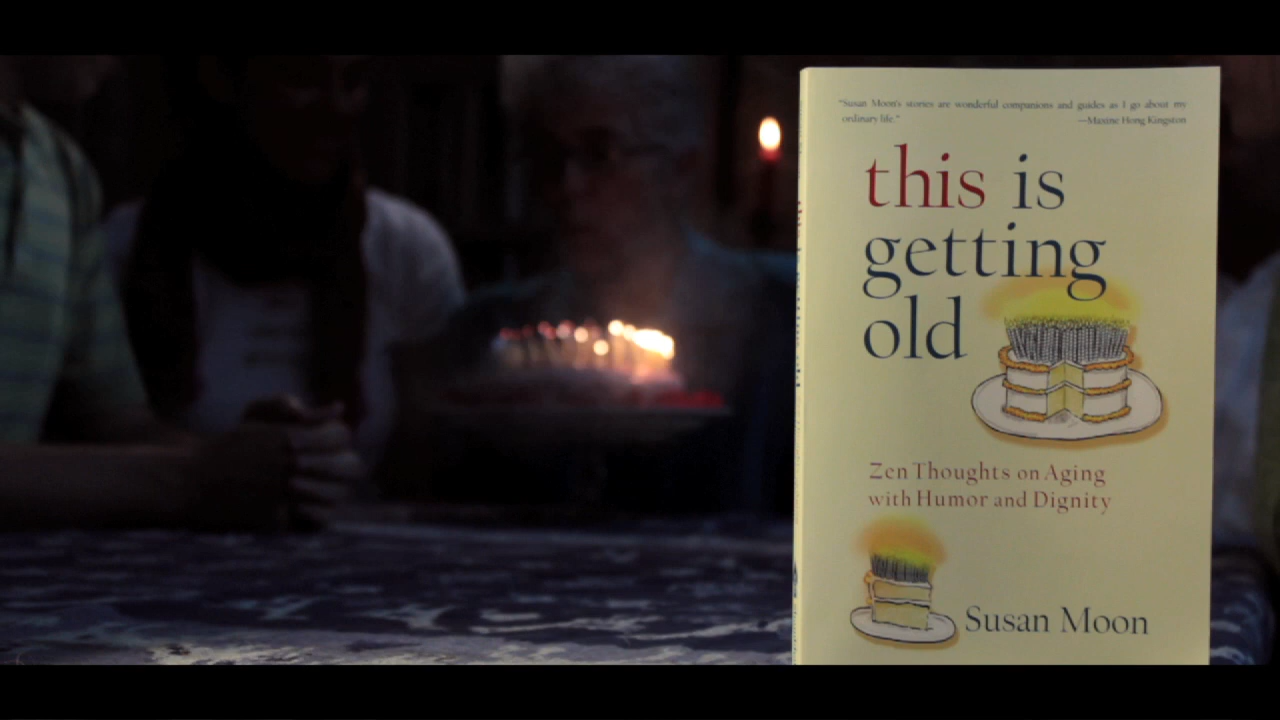 "Susan Moon's stories are wonderful companions and guides as I go about my
ordinary life."
—Maxine Hong Kingston
this is
getting
old
Zen Thoughts on Aging
with Humor and Dignity
Susan Moon